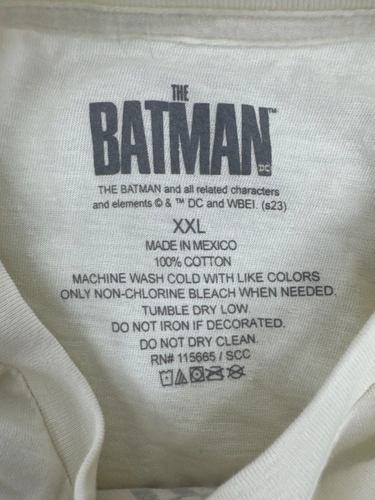 THE
BATMAN™
DC
THE BATMAN and all related characters
and elements © & ™ DC and WBEI. (s23)
XXL
MADE IN MEXICO
100% COTTON
MACHINE WASH COLD WITH LIKE COLORS
ONLY NON-CHLORINE BLEACH WHEN NEEDED.
TUMBLE DRY LOW.
DO NOT IRON IF DECORATED.
DO NOT DRY CLEAN.
RN# 115665 / SCC